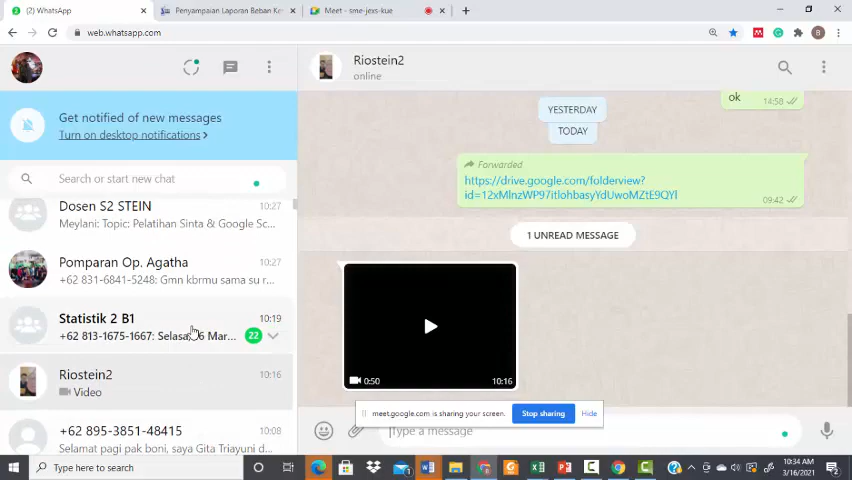 (2) WhatsApp
Penyampaian Laporan Beban Ker
Meet - sme-jexs-kue
web.whatsapp.com
B
Get notified of new messages
Turn on desktop notifications >
Search or start new chat
Dosen S2 STEIN
10:27
Meylani: Topic: Pelatihan Sinta & Google Sc...
Pomparan Op. Agatha
10:27
+62 831-6841-5248: Gmn kbrmu sama su r...
Statistik 2 B1
10:19
+62 813-1675-1667: Selasa, 16 Mar...
22
Riostein2
10:16
Video
+62 895-3851-48415
10:08
Selamat pagi pak boni, saya Gita Triayuni d...
Riostein2
online
ok
14:58
YESTERDAY
TODAY
Forwarded
https://drive.google.com/folderview?
09:42
1 UNREAD MESSAGE
0:50
10:16
meet.google.com is sharing your screen.
Stop sharing
Hide
Type a message
Type here to search
10:34 AM
3/16/2021
2